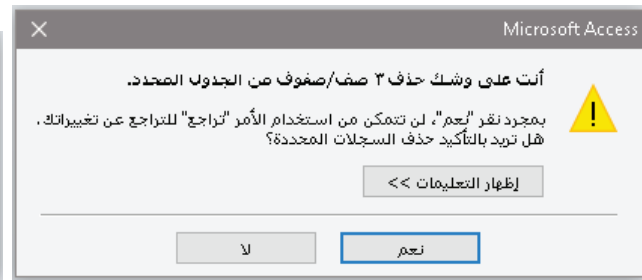 Microsoft Access
أنت على وشك حذف ٣ صف/صفوف من الجدول المحدد.
بمجرد نقر "نعم"، لن تتمكن من استخدام الأمر "تراجع" للتراجع عن تغييراتك.
هل تريد بالتأكيد حذف السجلات المحددة؟
إظهار التعليمات >>
نعم
لا